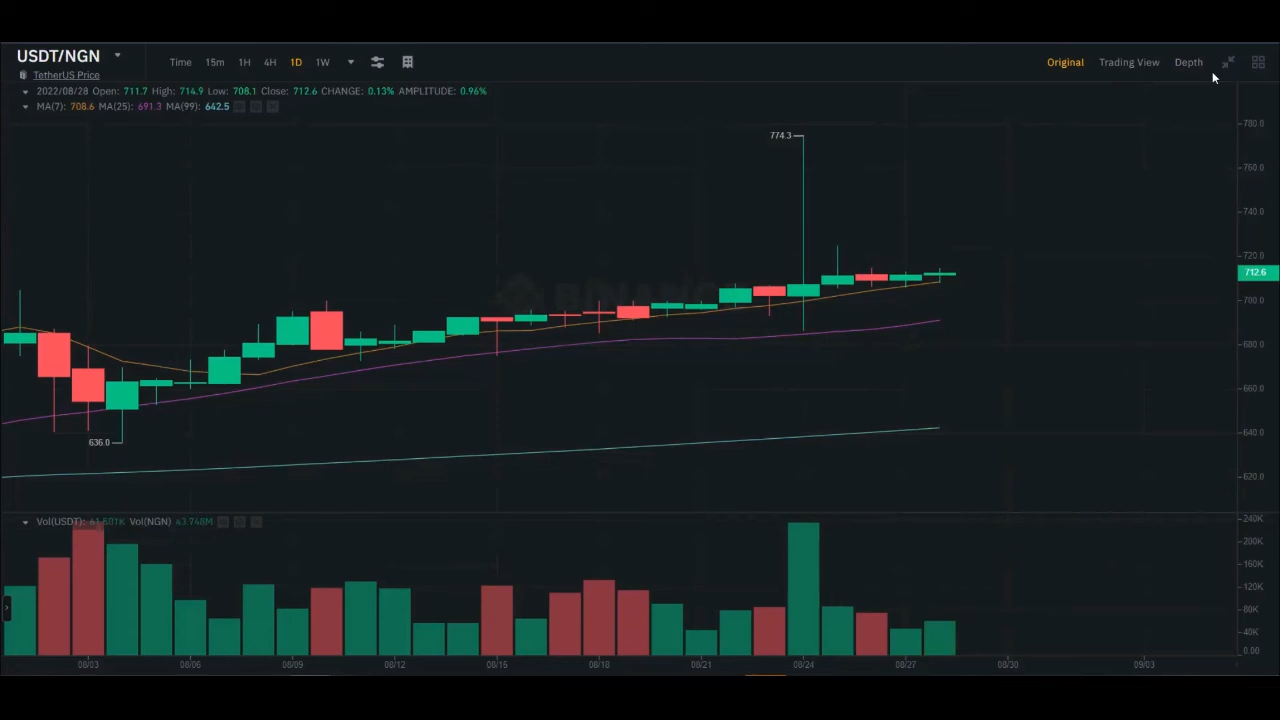 USDT/NGN
TetherUS Price
Time 15m 1H 4H 1D 1W
Original Trading View Depth
2022/08/28 Open: 711.7 High: 714.9 Low: 708.1 Close: 712.6 CHANGE: 0.13% AMPLITUDE: 0.96%
MA(7): 708.6 MA(25): 691.3 MA(99): 642.5
774.3
636.0
780.0
760.0
740.0
720.0
712.6
700.0
680.0
660.0
640.0
620.0
BINANCE
Vol(USDT): 61.501K Vol(NGN) 43.748M
240K
200K
160K
120K
80K
40K
0.00
08/03 08/06 08/09 08/12 08/15 08/18 08/21 08/24 08/27 08/30 09/03